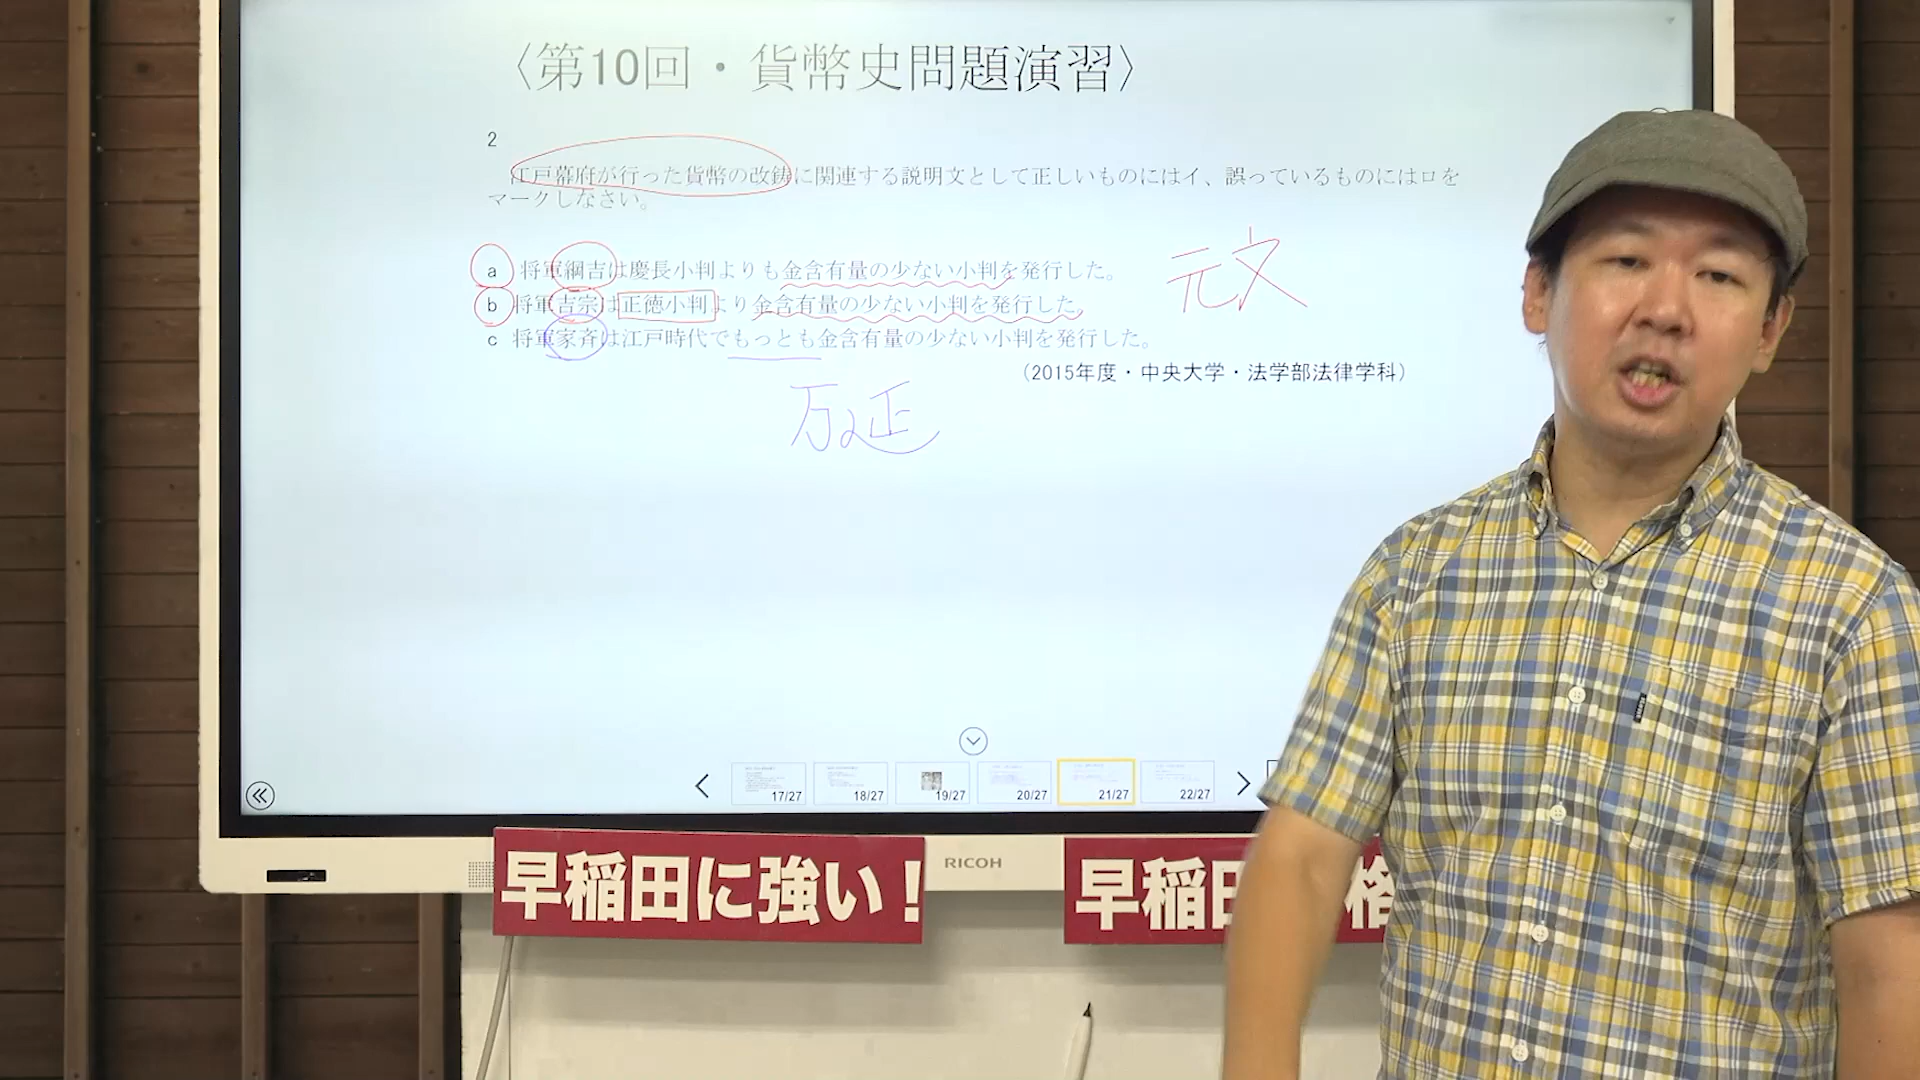 〈第10回・貨幣史問題演習〉
2
江戸幕府が行った貨幣の改鋳に関連する説明文として正しいものにはイ、誤っているものにはロを
マークしなさい。
a 将軍綱吉は慶長小判よりも金含有量の少ない小判を発行した。
元文
b 将軍吉宗は正徳小判より金含有量の少ない小判を発行した。
c 将軍家斉は江戸時代でもっとも金含有量の少ない小判を発行した。
（2015年度・中央大学・法学部法律学科）
万延
17/27 18/27 19/27 20/27 21/27 22/27
RICOH
早稲田に強い！
早稲田 格